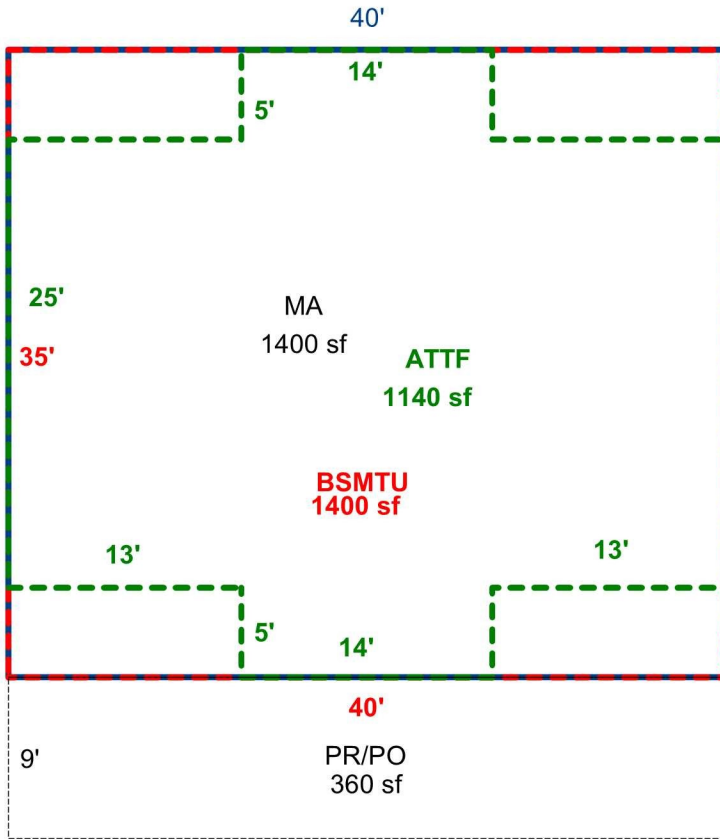 40'
14'
5'
25'
MA
35'
1400 sf
ATTF
1140 sf
BSMTU
1400 sf
13'
13'
5'
14'
40'
9'
PR/PO
360 sf